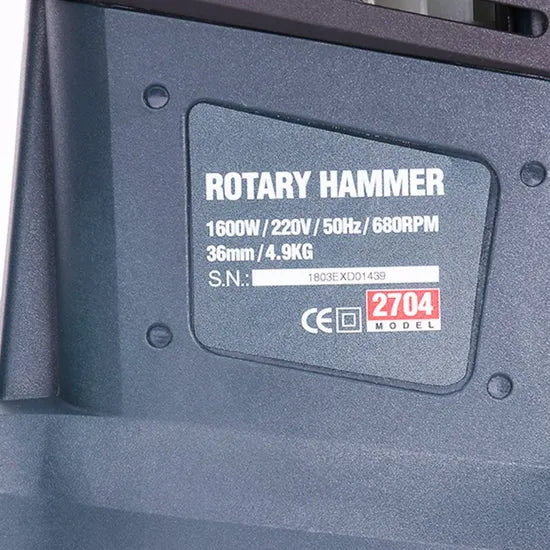 ROTARY HAMMER
1600W/220V/50Hz/680RPM
36mm/4.9KG
S.N.: 1803EXD01439
CE 2704
MODEL